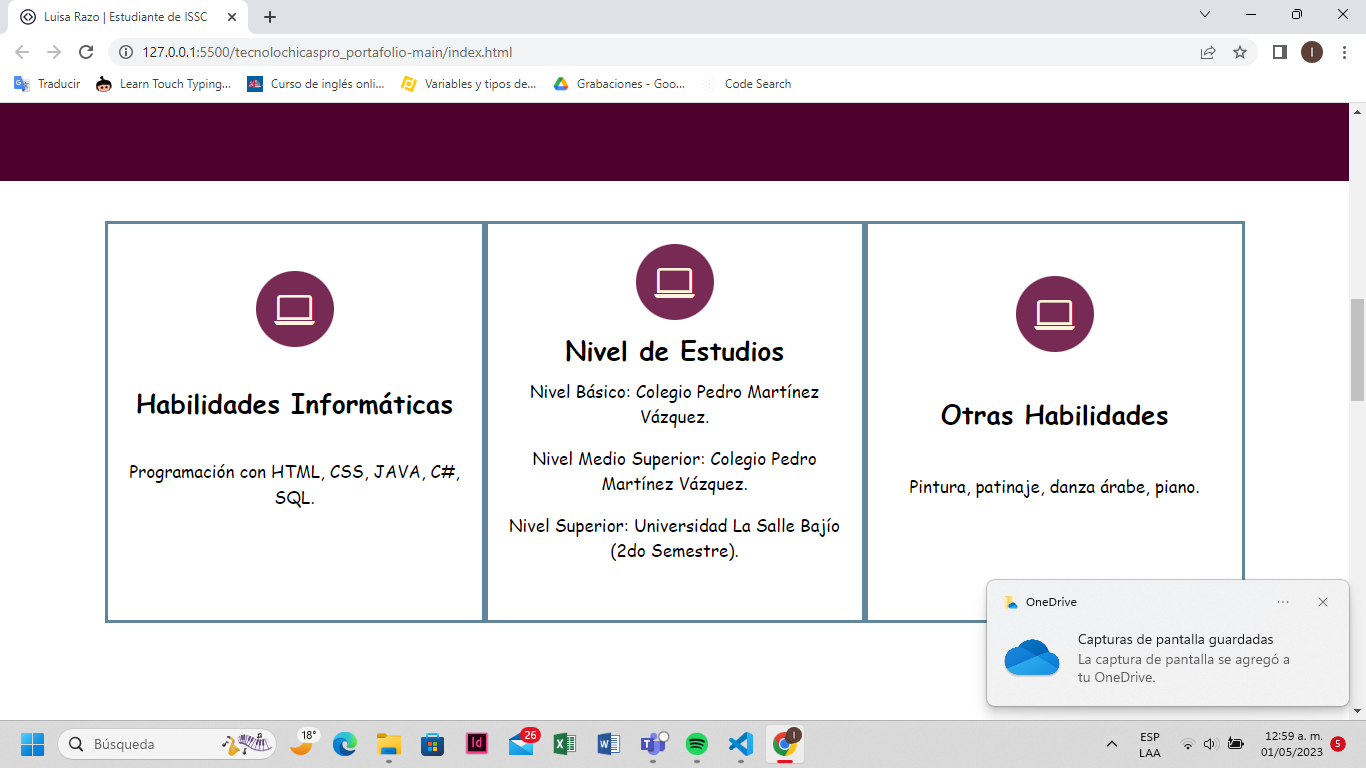 Luisa Razo | Estudiante de ISSC
127.0.0.1:5500/tecnolochicaspro_portafolio-main/index.html
I
Traducir
Learn Touch Typing...
Curso de inglés onli...
Variables y tipos de...
Grabaciones - Goo...
Code Search
Habilidades Informáticas
Programación con HTML, CSS, JAVA, C#,
SQL.
Nivel de Estudios
Nivel Básico: Colegio Pedro Martínez
Vázquez.
Nivel Medio Superior: Colegio Pedro
Martínez Vázquez.
Nivel Superior: Universidad La Salle Bajío
(2do Semestre).
Otras Habilidades
Pintura, patinaje, danza árabe, piano.
OneDrive
Capturas de pantalla guardadas
La captura de pantalla se agregó a
tu OneDrive.
Búsqueda
18°
Id
26
I
ESP
LAA
12:59 a. m.
01/05/2023
5